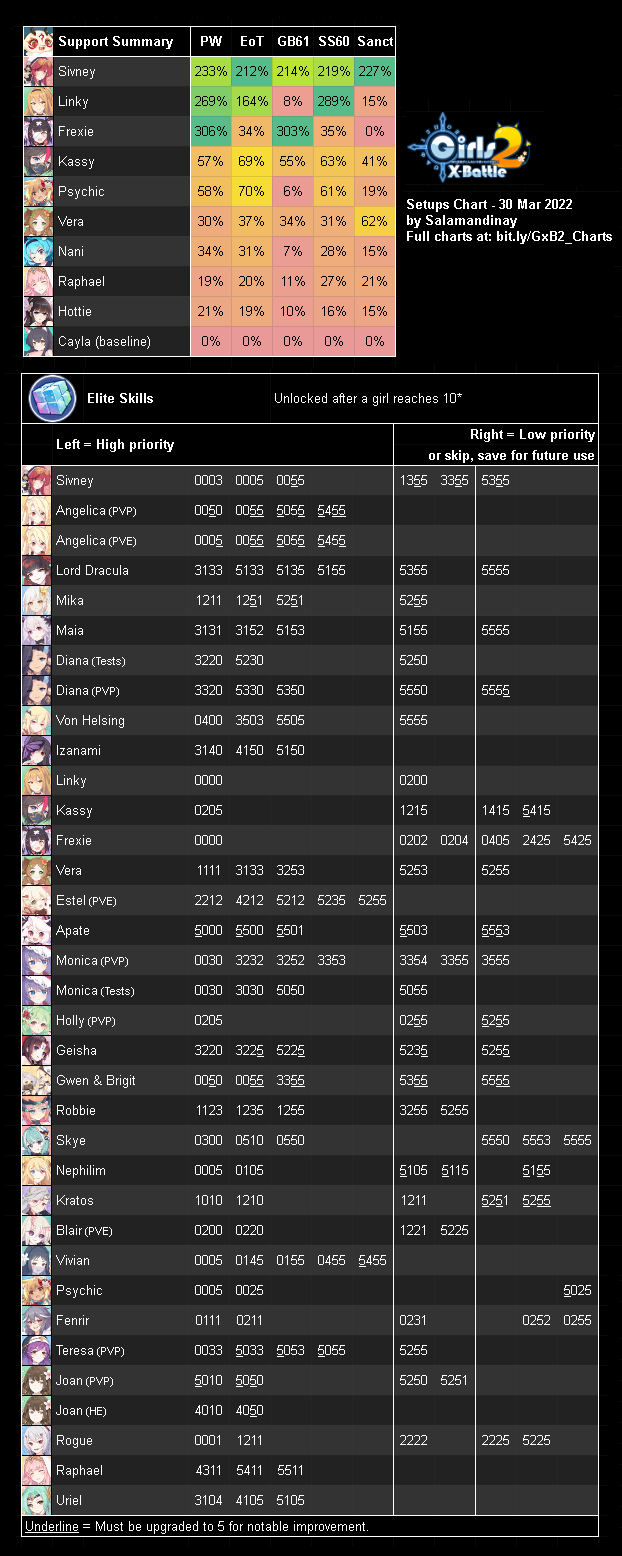 Support Summary PW EoT GB61 SS60 Sanct
Sivney 233% 212% 214% 219% 227%
Linky 269% 164% 8% 289% 15%
Frexie 306% 34% 303% 35% 0%
Kassy 57% 69% 55% 63% 41%
Psychic 58% 70% 6% 61% 19%
Vera 30% 37% 34% 31% 62%
Nani 34% 31% 7% 28% 15%
Raphael 19% 20% 11% 27% 21%
Hottie 21% 19% 10% 16% 15%
Cayla (baseline) 0% 0% 0% 0% 0%
Girls 2
X-Battle
Setups Chart - 30 Mar 2022
by Salamandinay
Full charts at: bit.ly/GxB2_Charts
Elite Skills Unlocked after a girl reaches 10*
Left = High priority Right = Low priority
or skip, save for future use
Sivney 0003 0005 0055 1355 3355 5355
Angelica (PVP) 0050 0055 5055 5455
Angelica (PVE) 0005 0055 5055 5455
Lord Dracula 3133 5133 5135 5155 5355 5555
Mika 1211 1251 5251 5255
Maia 3131 3152 5153 5155 5555
Diana (Tests) 3220 5230 5250
Diana (PVP) 3320 5330 5350 5550 5555
Von Helsing 0400 3503 5505 5555
Izanami 3140 4150 5150
Linky 0000 0200
Kassy 0205 1215 1415 5415
Frexie 0000 0202 0204 0405 2425 5425
Vera 1111 3133 3253 5253 5255
Estel (PVE) 2212 4212 5212 5235 5255
Apate 5000 5500 5501 5503 5553
Monica (PVP) 0030 3232 3252 3353 3354 3355 3555
Monica (Tests) 0030 3030 5050 5055
Holly (PVP) 0205 0255 5255
Geisha 3220 3225 5225 5235 5255
Gwen & Brigit 0050 0055 3355 5355 5555
Robbie 1123 1235 1255 3255 5255
Skye 0300 0510 0550 5550 5553 5555
Nephilim 0005 0105 5105 5115 5155
Kratos 1010 1210 1211 5251 5255
Blair (PVE) 0200 0220 1221 5225
Vivian 0005 0145 0155 0455 5455
Psychic 0005 0025 5025
Fenrir 0111 0211 0231 0252 0255
Teresa (PVP) 0033 5033 5053 5055 5255
Joan (PVP) 5010 5050 5250 5251
Joan (HE) 4010 4050
Rogue 0001 1211 2222 2225 5225
Raphael 4311 5411 5511
Uriel 3104 4105 5105
Underline = Must be upgraded to 5 for notable improvement.